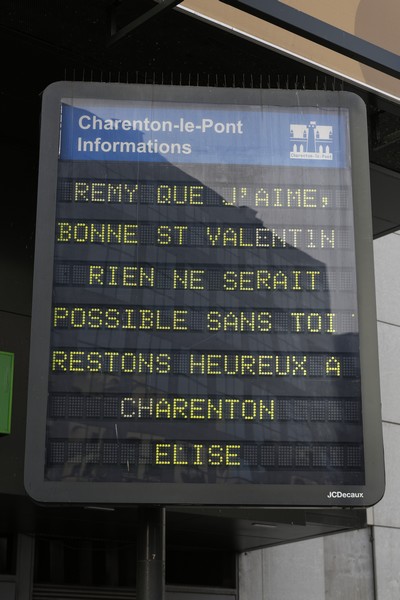 Charenton-le-Pont
Informations
REMY QUE J'AIME,
BONNE ST VALENTIN
RIEN NE SERAIT
POSSIBLE SANS TOI
RESTONS HEUREUX A
CHARENTON
ELISE
JCDecaux